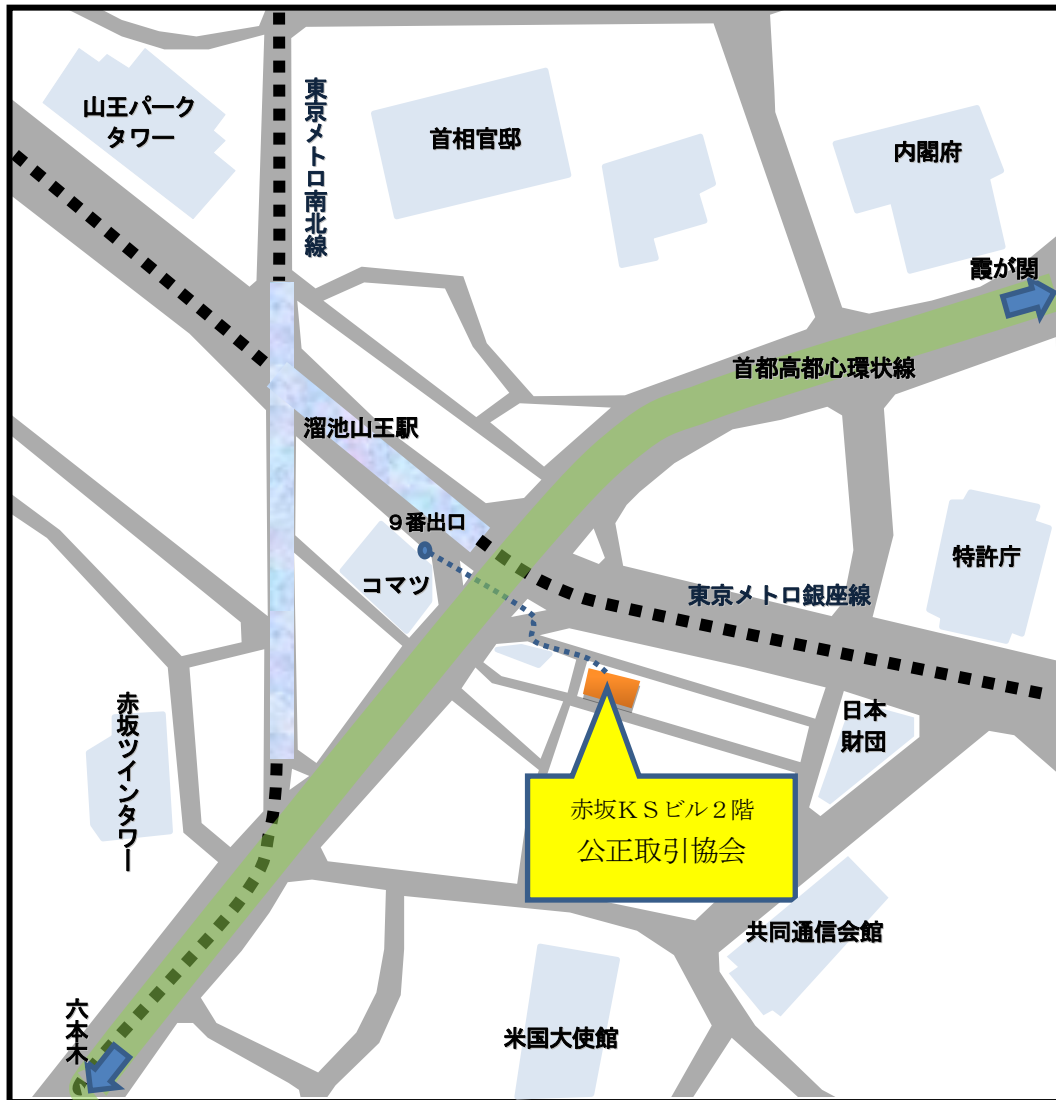 山王パーク
タワー
東京メトロ南北線
首相官邸
内閣府
霞が関
首都高都心環状線
溜池山王駅
９番出口
コマツ
東京メトロ銀座線
特許庁
赤坂ツインタワー
日本
財団
赤坂ＫＳビル２階
公正取引協会
共同通信会館
六本木
米国大使館